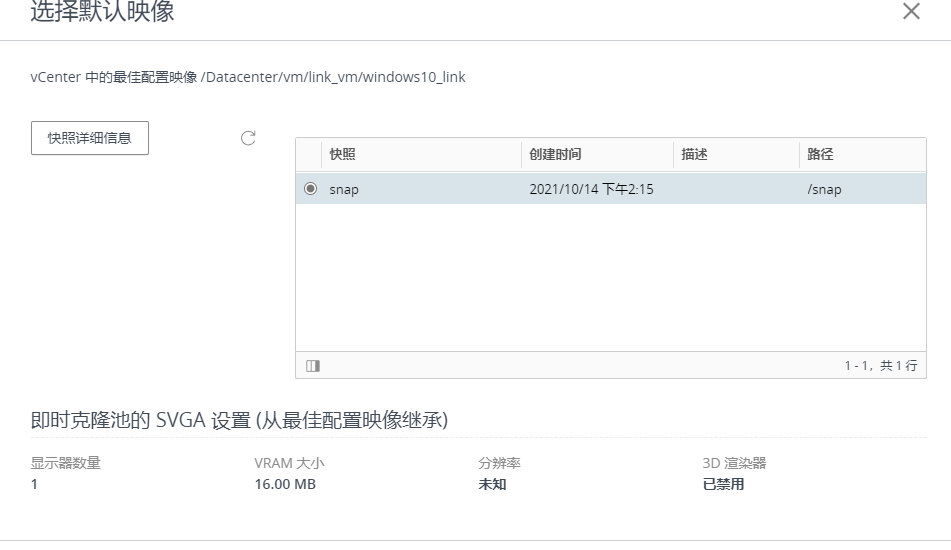 选择默认映像
vCenter 中的最佳配置映像 /Datacenter/vm/link_vm/windows10_link
快照详细信息
快照 创建时间 描述 路径
snap 2021/10/14 下午2:15 /snap
1 - 1，共 1 行
即时克隆池的 SVGA 设置 (从最佳配置映像继承)
显示器数量 VRAM 大小 分辨率 3D 渲染器
1 16.00 MB 未知 已禁用